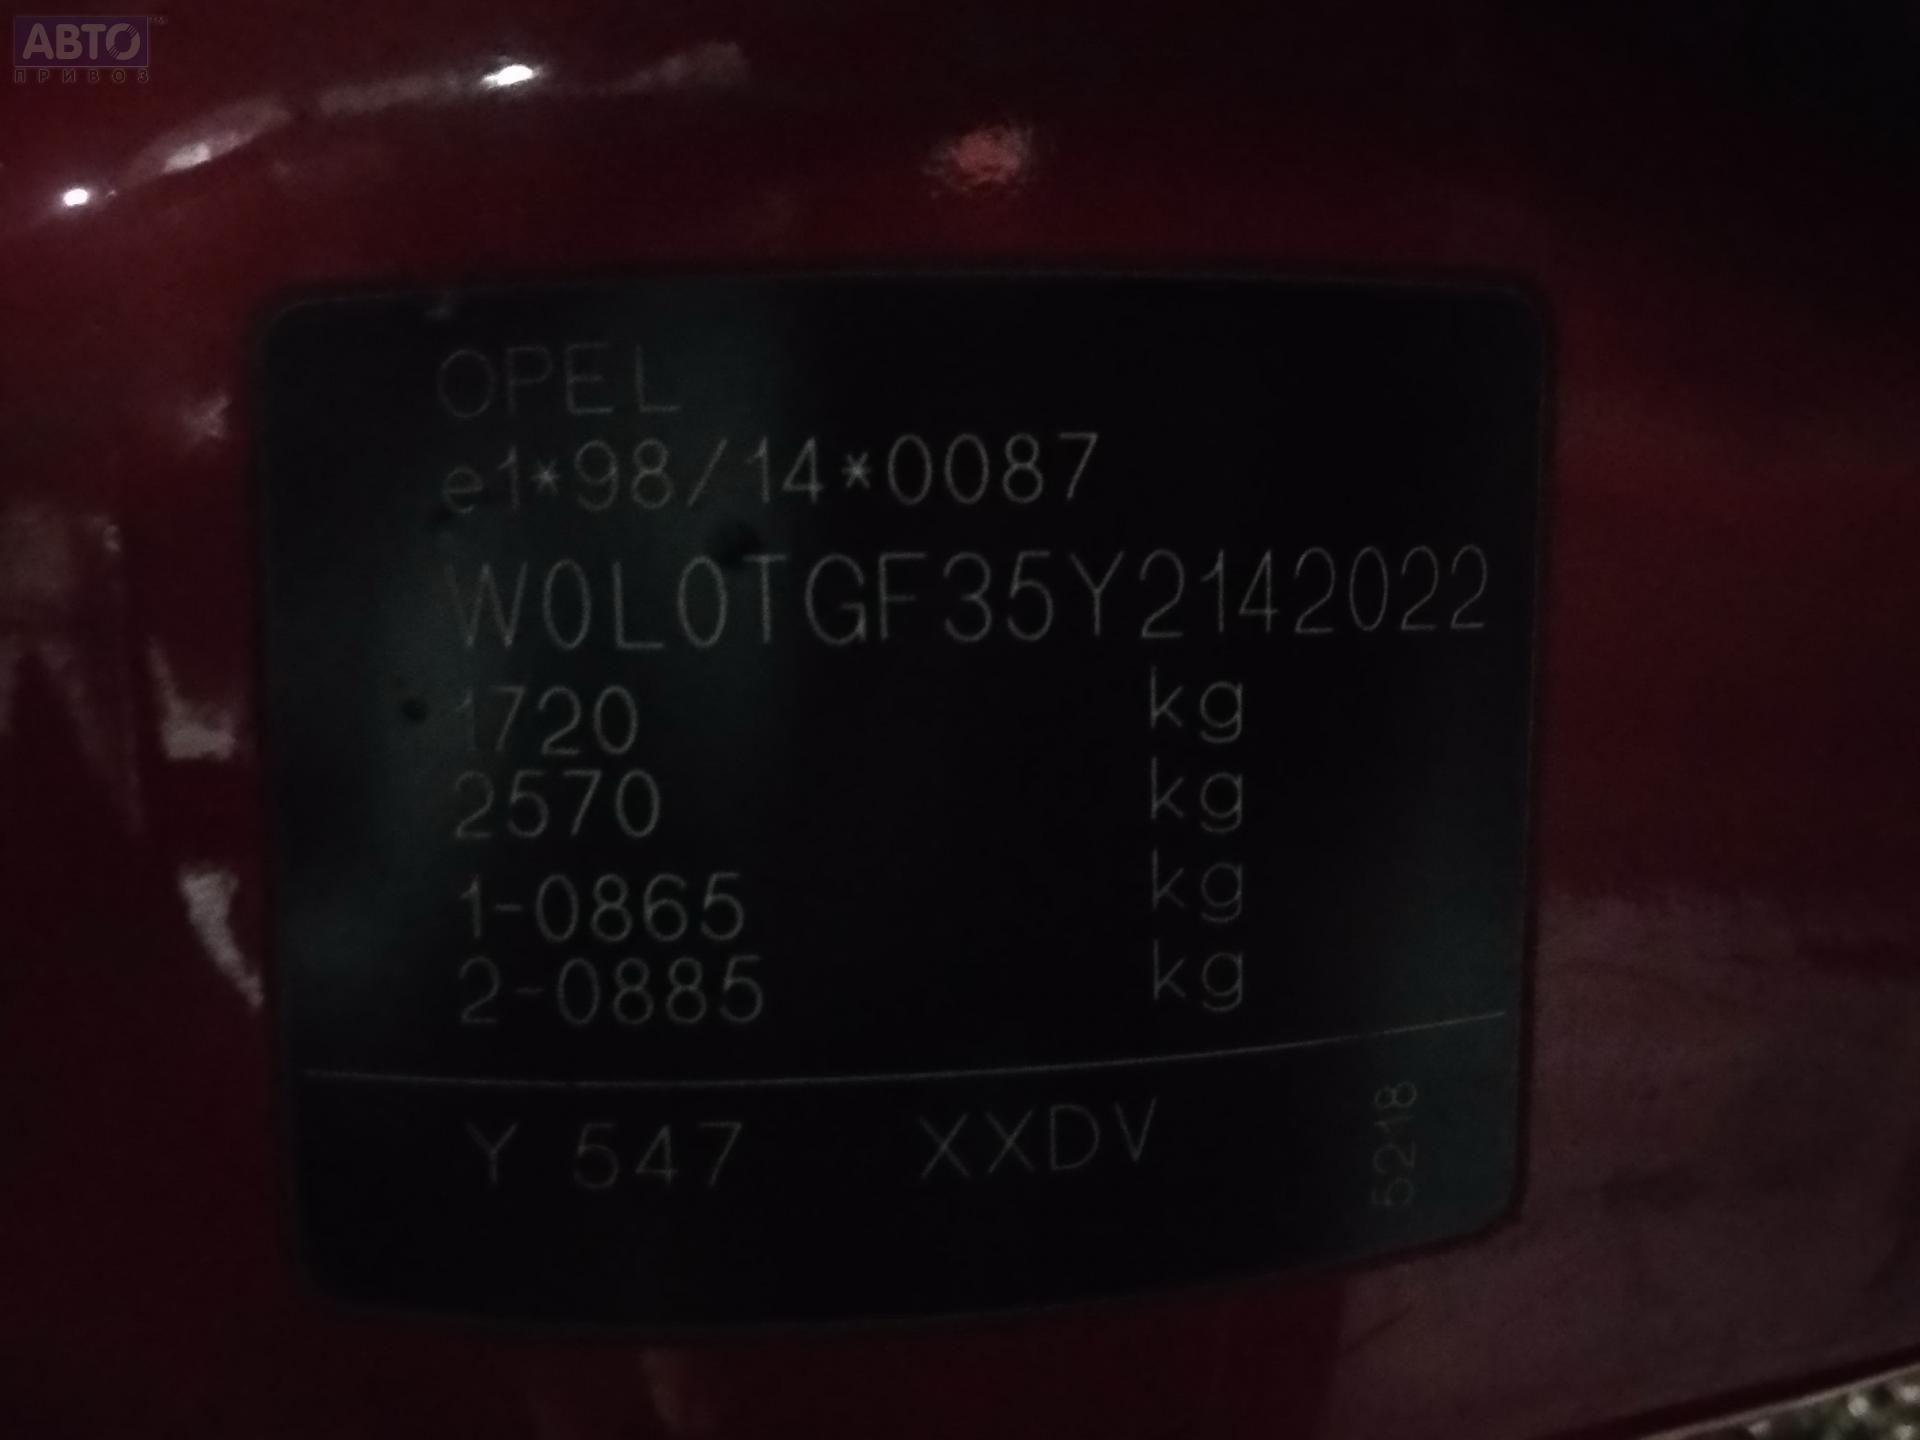 АВТО™
ПРИВОЗ
OPEL
e1*98/14*0087
W0L0TGF35Y2142022
1720 kg
2570 kg
1-0865 kg
2-0885 kg
Y 547 XXDV
5218